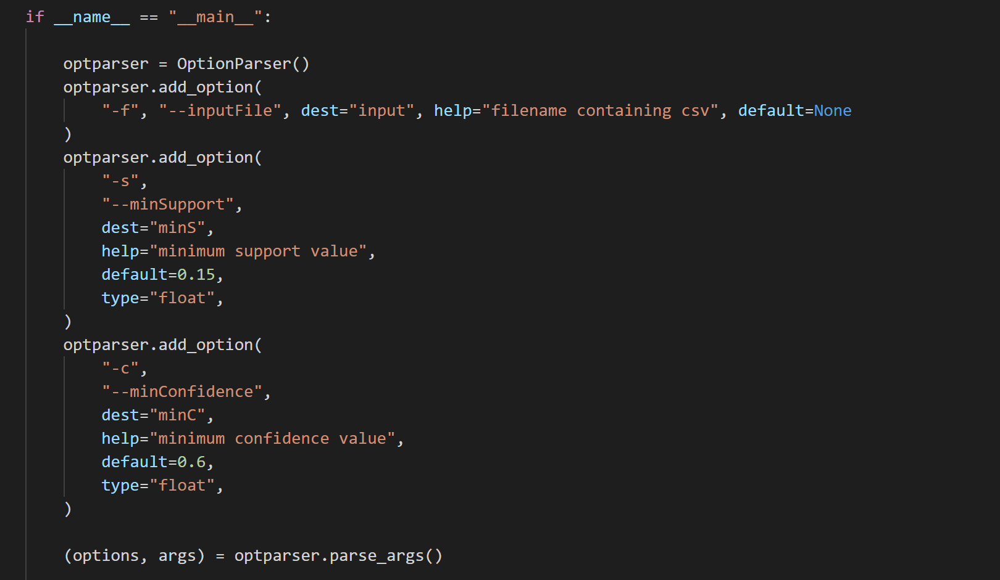 if __name__ == "__main__":
optparser = OptionParser()
optparser.add_option(
"-f", "--inputFile", dest="input", help="filename containing csv", default=None
)
optparser.add_option(
"-s",
"--minSupport",
dest="minS",
help="minimum support value",
default=0.15,
type="float",
)
optparser.add_option(
"-c",
"--minConfidence",
dest="minC",
help="minimum confidence value",
default=0.6,
type="float",
)
(options, args) = optparser.parse_args()